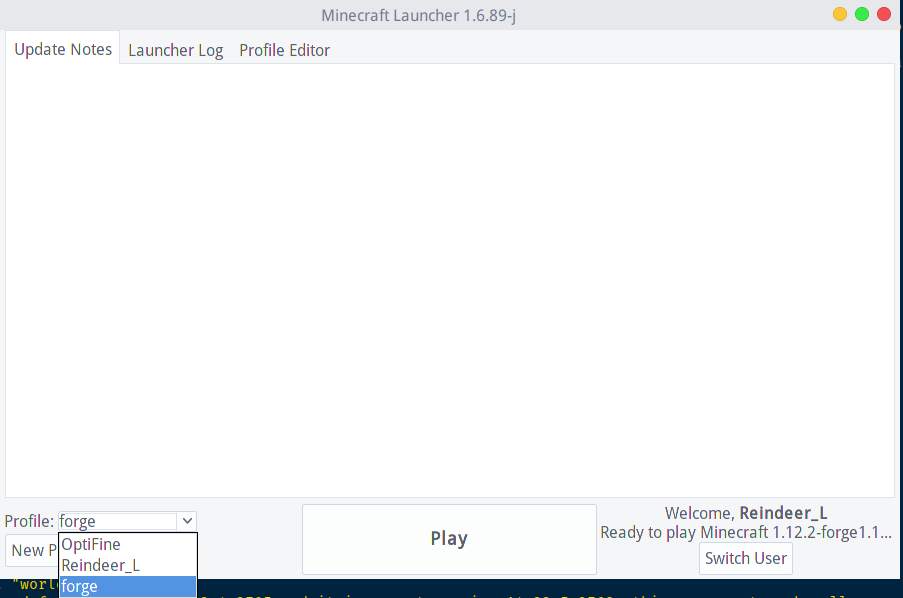 Minecraft Launcher 1.6.89-j
Update Notes Launcher Log Profile Editor
Profile: forge
New P
OptiFine
Reindeer_L
forge
Play
Welcome, Reindeer_L
Ready to play Minecraft 1.12.2-forge1.1...
Switch User
"worl